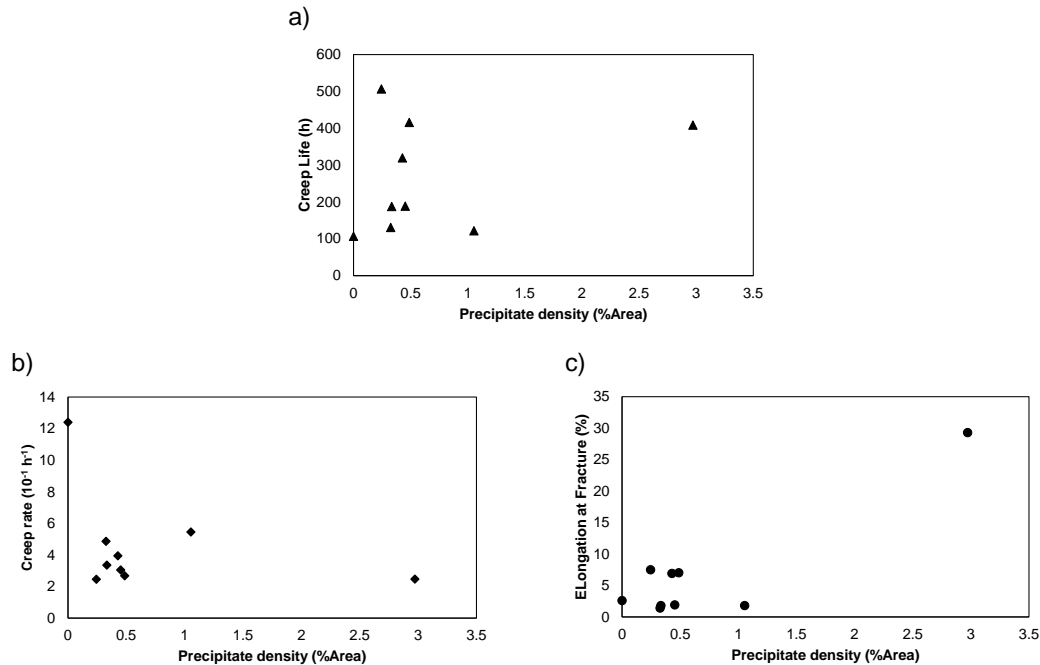 a)
600
500
400
300
200
100
0
Creep Life (h)
0 0.5 1 1.5 2 2.5 3 3.5
Precipitate density (%Area)
b)
14
12
10
8
6
4
2
0
Creep rate (10⁻¹ h⁻¹)
0 0.5 1 1.5 2 2.5 3 3.5
Precipitate density (%Area)
c)
35
30
25
20
15
10
5
0
ELongation at Fracture (%)
0 0.5 1 1.5 2 2.5 3 3.5
Precipitate density (%Area)